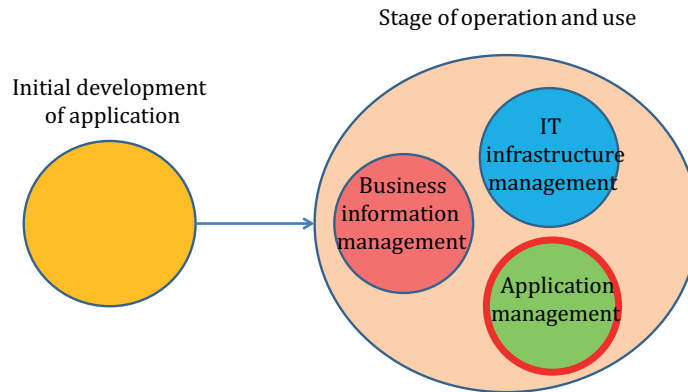 Stage of operation and use
Initial development
of application
IT
infrastructure
management
Business
information
management
Application
management